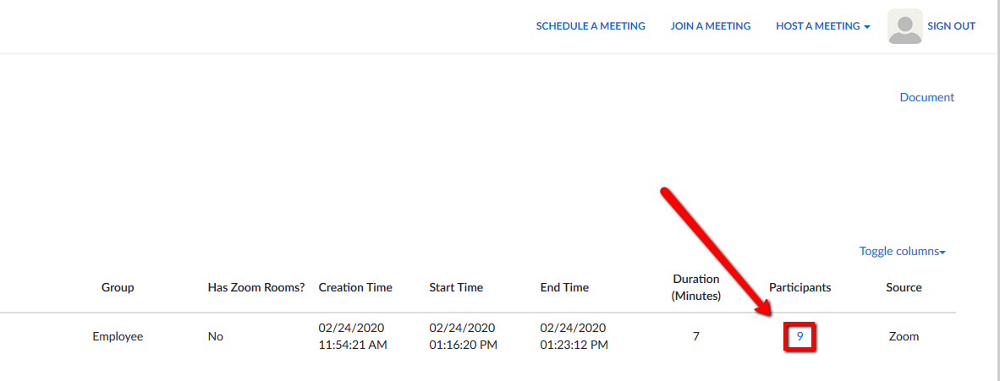 SCHEDULE A MEETING JOIN A MEETING HOST A MEETING SIGN OUT
Document
Toggle columns
Group Has Zoom Rooms? Creation Time Start Time End Time Duration (Minutes) Participants Source
Employee No 02/24/2020 11:54:21 AM 02/24/2020 01:16:20 PM 02/24/2020 01:23:12 PM 7 9 Zoom